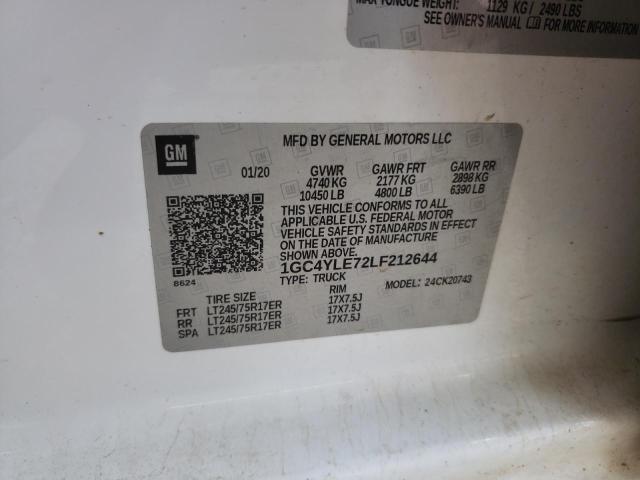 MAX TONGUE WEIGHT: 1129 KG / 2490 LBS
SEE OWNER'S MANUAL FOR MORE INFORMATION
GM
MFD BY GENERAL MOTORS LLC
01/20 GVWR GAWR FRT GAWR RR
4740 KG 2177 KG 2898 KG
10450 LB 4800 LB 6390 LB
THIS VEHICLE CONFORMS TO ALL
APPLICABLE U.S. FEDERAL MOTOR
VEHICLE SAFETY STANDARDS IN EFFECT
ON THE DATE OF MANUFACTURE
SHOWN ABOVE.
1GC4YLE72LF212644
8624
TYPE: TRUCK MODEL: 24CK20743
TIRE SIZE RIM
FRT LT245/75R17ER 17X7.5J
RR LT245/75R17ER 17X7.5J
SPA LT245/75R17ER 17X7.5J